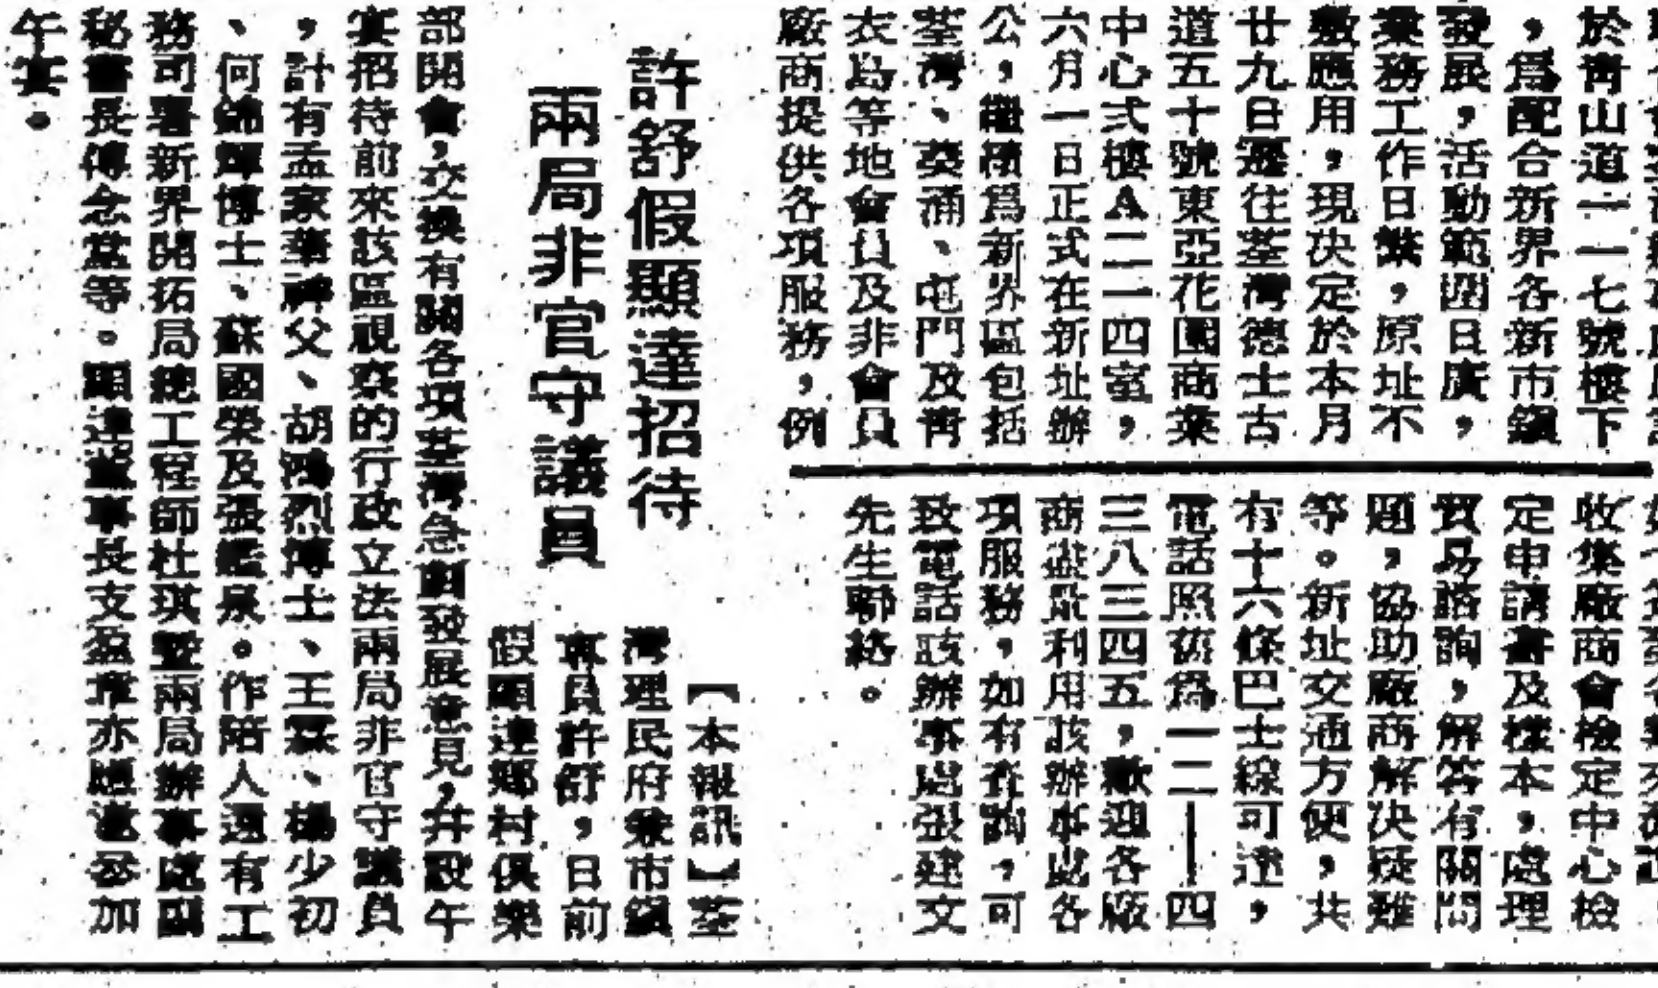 於青山道二一七號樓下
，爲配合新界各新市鎭
發展，活動範圍日廣，
業務工作日繁，原址不
敷應用，現決定於本月
廿九日遷往荃灣德士古
道五十號東亞花園商業
中心式樓A二一四室，
六月一日正式在新址辦
公，繼續爲新界區包括
荃灣、葵涌、屯門及靑
衣島等地會員及非會員
廠商提供各項服務，例
收集廠商會檢定中心檢
定申請書及樣本，處理
貿易諮詢，解答有關問
題，協助廠商解決疑難
等。新址交通方便，共
有十六條巴士線可達，
電話照舊爲一二—四
三八三四五，歡迎各廠
商盡量利用該辦事處各
項服務，如有查詢，可
致電話該辦事處張建文
先生聯絡。
許舒假顯達招待
兩局非官守議員
【本報訊】荃
灣理民府兼市鎭
專員許舒，日前
假顯達鄉村俱樂
部開會，交換有關各項荃灣急劇發展意見，幷設午
宴招待前來該區視察的行政立法兩局非官守議員
，計有孟家華神父、胡鴻烈博士、王霖、楊少初
、何錦輝博士、蘇國榮及張鑑泉。作陪人還有工
務司署新界開拓局總工程師杜琪曁兩局辦事處副
秘書長傅念堂等。顯達董事長支盈堆亦應邀參加
午宴。